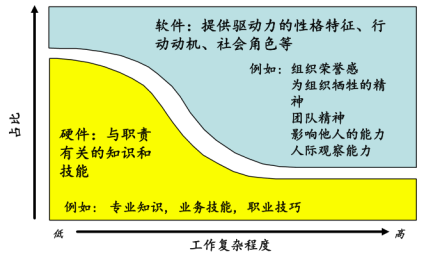 软件：提供驱动力的性格特征、行
动动机、社会角色等
例如：组织荣誉感
为组织牺牲的精
神
团队精神
影响他人的能力
人际观察能力
硬件：与职责
有关的知识和
技能
例如：专业知识，业务技能，职业技巧
占比
低
高
工作复杂程度